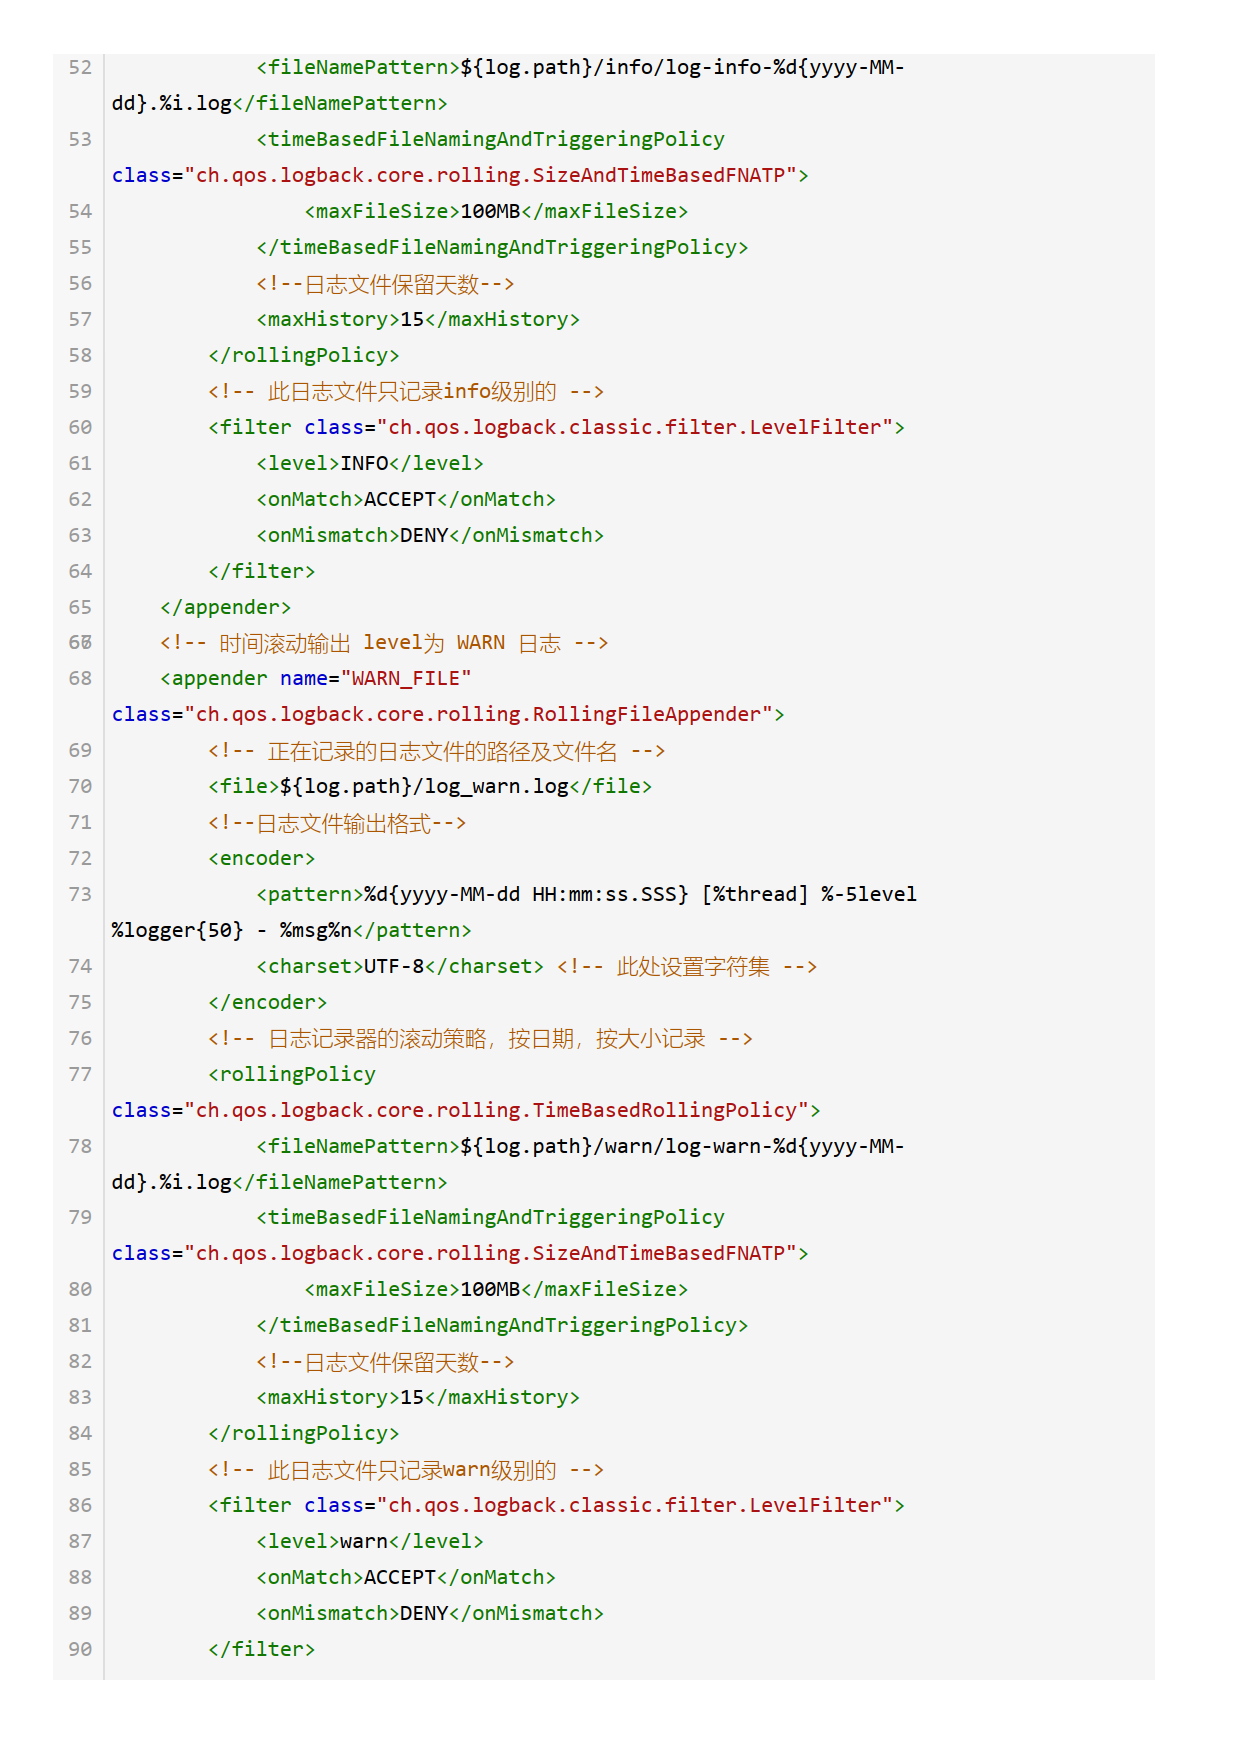 52 <fileNamePattern>${log.path}/info/log-info-%d{yyyy-MM-
dd}.%i.log</fileNamePattern>
53 <timeBasedFileNamingAndTriggeringPolicy
class="ch.qos.logback.core.rolling.SizeAndTimeBasedFNATP">
54 <maxFileSize>100MB</maxFileSize>
55 </timeBasedFileNamingAndTriggeringPolicy>
56 <!--日志文件保留天数-->
57 <maxHistory>15</maxHistory>
58 </rollingPolicy>
59 <!-- 此日志文件只记录info级别的 -->
60 <filter class="ch.qos.logback.classic.filter.LevelFilter">
61 <level>INFO</level>
62 <onMatch>ACCEPT</onMatch>
63 <onMismatch>DENY</onMismatch>
64 </filter>
65 </appender>
66
67 <!-- 时间滚动输出 level为 WARN 日志 -->
68 <appender name="WARN_FILE"
class="ch.qos.logback.core.rolling.RollingFileAppender">
69 <!-- 正在记录的日志文件的路径及文件名 -->
70 <file>${log.path}/log_warn.log</file>
71 <!--日志文件输出格式-->
72 <encoder>
73 <pattern>%d{yyyy-MM-dd HH:mm:ss.SSS} [%thread] %-5level
%logger{50} - %msg%n</pattern>
74 <charset>UTF-8</charset> <!-- 此处设置字符集 -->
75 </encoder>
76 <!-- 日志记录器的滚动策略，按日期，按大小记录 -->
77 <rollingPolicy
class="ch.qos.logback.core.rolling.TimeBasedRollingPolicy">
78 <fileNamePattern>${log.path}/warn/log-warn-%d{yyyy-MM-
dd}.%i.log</fileNamePattern>
79 <timeBasedFileNamingAndTriggeringPolicy
class="ch.qos.logback.core.rolling.SizeAndTimeBasedFNATP">
80 <maxFileSize>100MB</maxFileSize>
81 </timeBasedFileNamingAndTriggeringPolicy>
82 <!--日志文件保留天数-->
83 <maxHistory>15</maxHistory>
84 </rollingPolicy>
85 <!-- 此日志文件只记录warn级别的 -->
86 <filter class="ch.qos.logback.classic.filter.LevelFilter">
87 <level>warn</level>
88 <onMatch>ACCEPT</onMatch>
89 <onMismatch>DENY</onMismatch>
90 </filter>